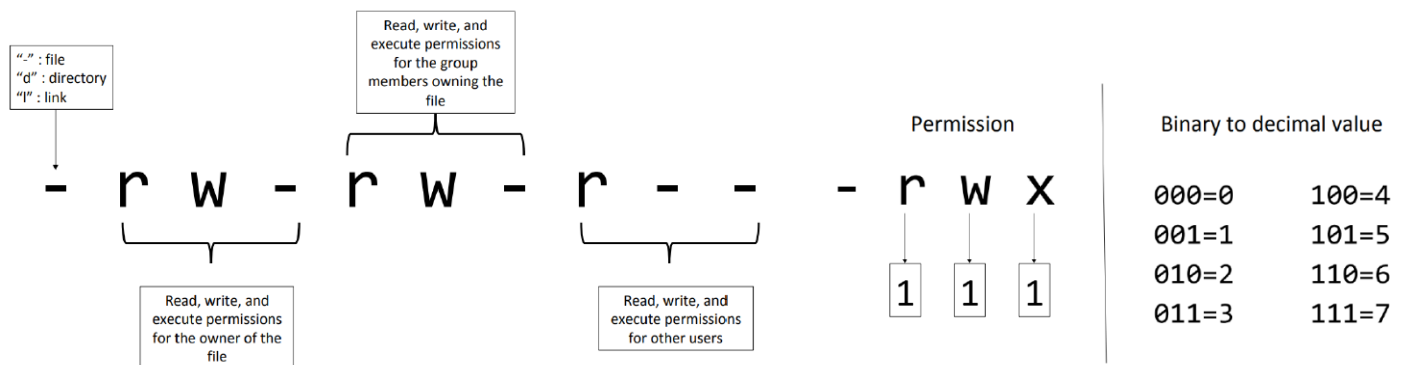 "-" : file
"d" : directory
"l" : link
Read, write, and
execute permissions
for the group
members owning the
file
- rw- rw- r--
Read, write, and
execute permissions
for the owner of the
file
Read, write, and
execute permissions
for other users
Permission
- r w x
1 1 1
Binary to decimal value
000=0 100=4
001=1 101=5
010=2 110=6
011=3 111=7